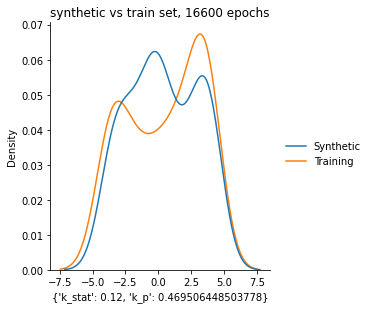 synthetic vs train set, 16600 epochs
0.07
0.06
0.05
0.04
0.03
0.02
0.01
0.00
Density
Synthetic
Training
−7.5 −5.0 −2.5 0.0 2.5 5.0 7.5
{'k_stat': 0.12, 'k_p': 0.469506448503778}